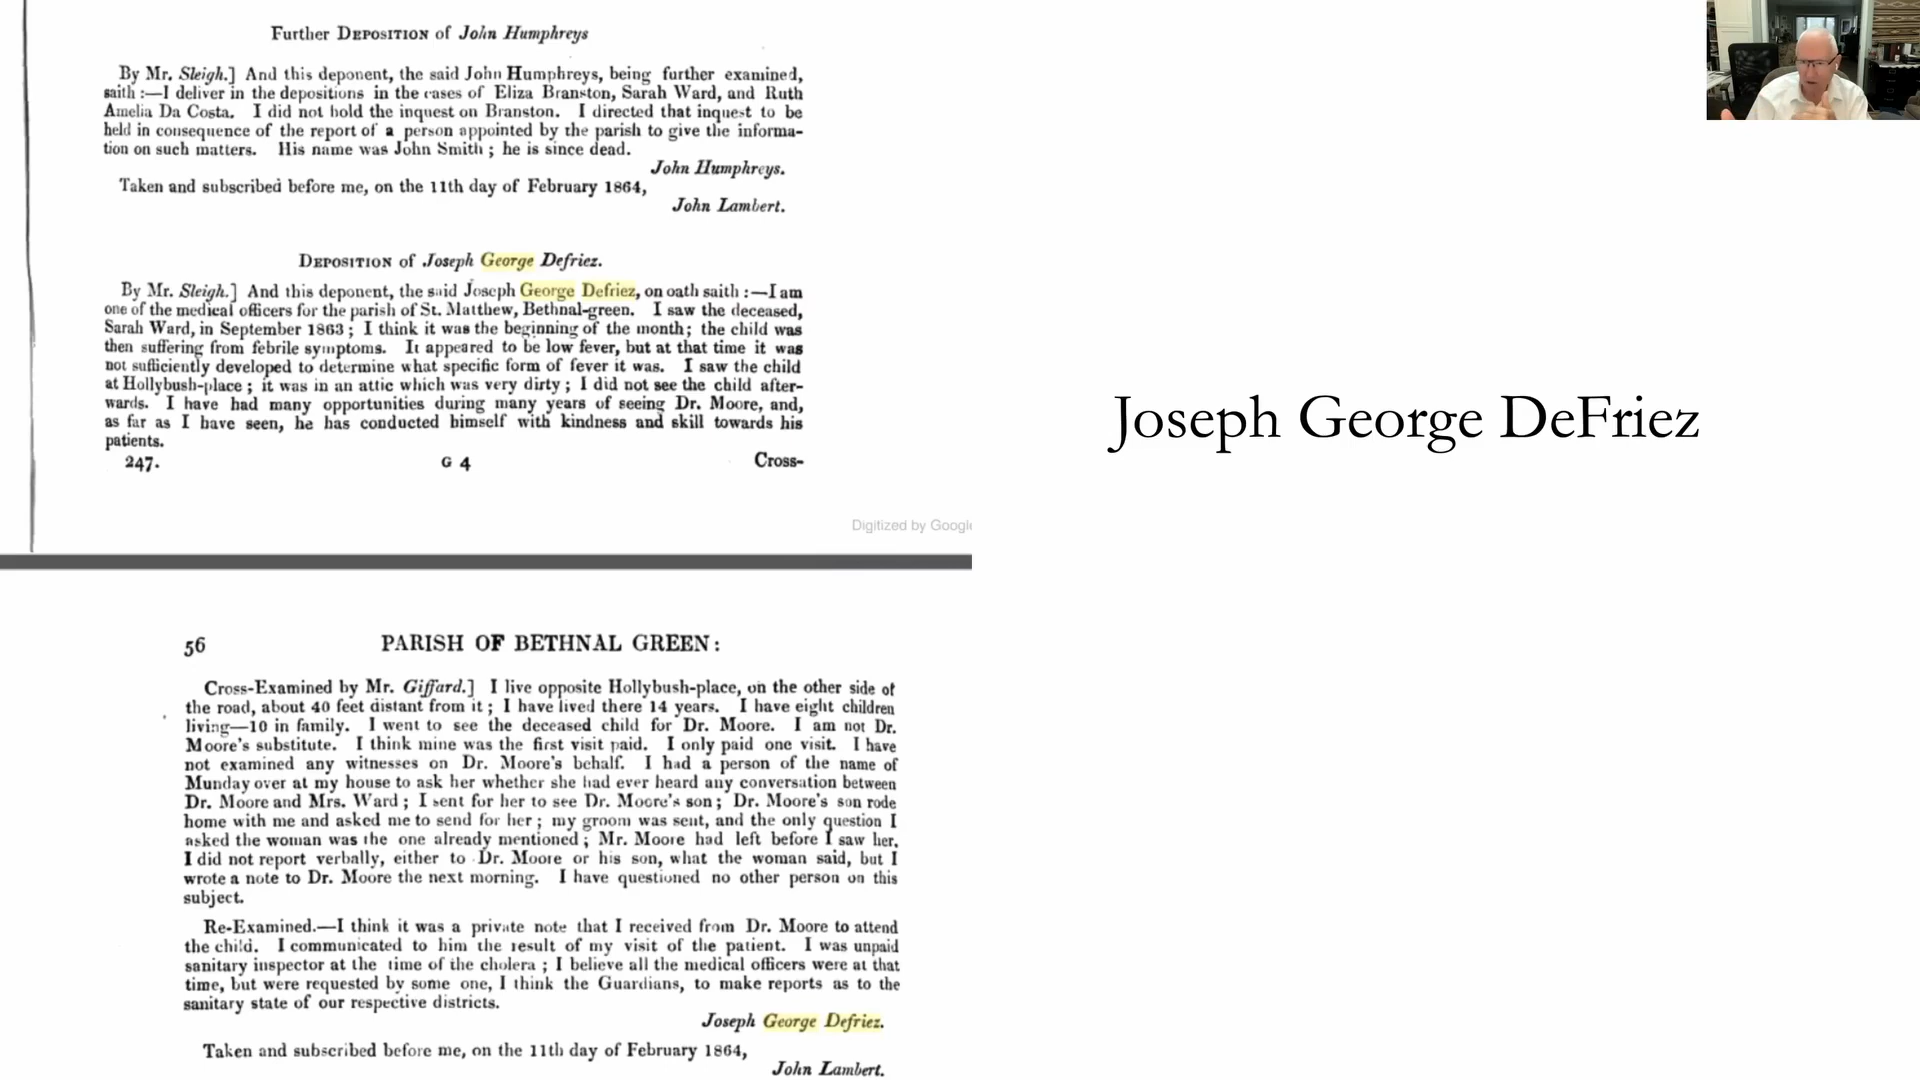 Further DEPOSITION of John Humphreys
By Mr. Sleigh.] And this deponent, the said John Humphreys, being further examined,
saith :—I deliver in the depositions in the cases of Eliza Branston, Sarah Ward, and Ruth
Amelia Da Costa. I did not hold the inquest on Branston. I directed that inquest to be
held in consequence of the report of a person appointed by the parish to give the informa-
tion on such matters. His name was John Smith ; he is since dead.
John Humphreys.
Taken and subscribed before me, on the 11th day of February 1864,
John Lambert.
DEPOSITION of Joseph George Defriez.
By Mr. Sleigh.] And this deponent, the said Joseph George Defriez, on oath saith :—I am
one of the medical officers for the parish of St. Matthew, Bethnal-green. I saw the deceased,
Sarah Ward, in September 1863 ; I think it was the beginning of the month; the child was
then suffering from febrile symptoms. It appeared to be low fever, but at that time it was
not sufficiently developed to determine what specific form of fever it was. I saw the child
at Hollybush-place ; it was in an attic which was very dirty ; I did not see the child after-
wards. I have had many opportunities during many years of seeing Dr. Moore, and,
as far as I have seen, he has conducted himself with kindness and skill towards his
patients.
247. G 4 Cross-
Digitized by Google
56 PARISH OF BETHNAL GREEN:
Cross-Examined by Mr. Giffard.] I live opposite Hollybush-place, on the other side of
the road, about 40 feet distant from it ; I have lived there 14 years. I have eight children
living—10 in family. I went to see the deceased child for Dr. Moore. I am not Dr.
Moore's substitute. I think mine was the first visit paid. I only paid one visit. I have
not examined any witnesses on Dr. Moore's behalf. I had a person of the name of
Munday over at my house to ask her whether she had ever heard any conversation between
Dr. Moore and Mrs. Ward ; I sent for her to see Dr. Moore's son ; Dr. Moore's son rode
home with me and asked me to send for her ; my groom was sent, and the only question I
asked the woman was the one already mentioned ; Mr. Moore had left before I saw her.
I did not report verbally, either to Dr. Moore or his son, what the woman said, but I
wrote a note to Dr. Moore the next morning. I have questioned no other person on this
subject.
Re-Examined.—I think it was a private note that I received from Dr. Moore to attend
the child. I communicated to him the result of my visit of the patient. I was unpaid
sanitary inspector at the time of the cholera ; I believe all the medical officers were at that
time, but were requested by some one, I think the Guardians, to make reports as to the
sanitary state of our respective districts.
Joseph George Defriez.
Taken and subscribed before me, on the 11th day of February 1864,
John Lambert.
Joseph George DeFriez